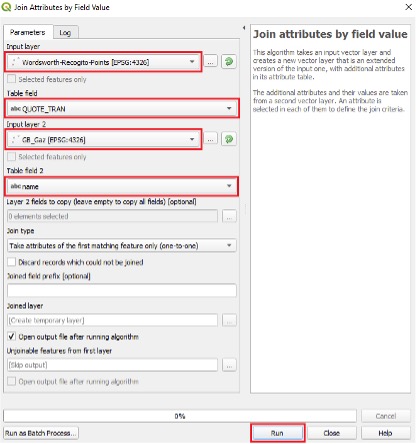 Join Attributes by Field Value
Parameters
Log
Input layer
Wordsworth-Recogito-Points [EPSG:4326]
...
Selected features only
Table field
abc QUOTE_TRAN
Input layer 2
GB_Gaz [EPSG:4326]
...
Selected features only
Table field 2
abc name
Layer 2 fields to copy (leave empty to copy all fields) [optional]
0 elements selected
...
Join type
Take attributes of the first matching feature only (one-to-one)
Discard records which could not be joined
Joined field prefix [optional]
Joined layer
[Create temporary layer]
...
Open output file after running algorithm
Unjoinable features from first layer
[Skip output]
...
Open output file after running algorithm
Join attributes by field value
This algorithm takes an input vector layer and
creates a new vector layer that is an extended
version of the input one, with additional attributes
in its attribute table.
The additional attributes and their values are taken
from a second vector layer. An attribute is
selected in each of them to define the join criteria.
0%
Cancel
Run as Batch Process...
Run
Close
Help